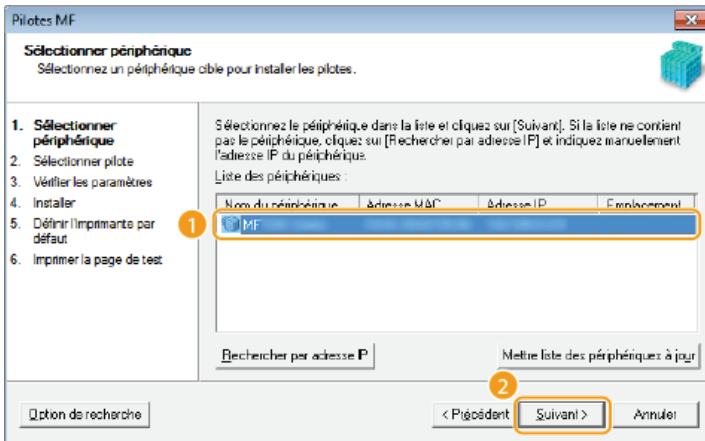 Pilotes MF
Sélectionner périphérique
Sélectionnez un périphérique cible pour installer les pilotes.
1. Sélectionner
périphérique
2. Sélectionner pilote
3. Vérifier les paramètres
4. Installer
5. Définir l'imprimante par
défaut
6. Imprimer la page de test
Sélectionnez le périphérique dans la liste et cliquez sur [Suivant]. Si la liste ne contient
pas le périphérique, cliquez sur [Rechercher par adresse IP] et indiquez manuellement
l'adresse IP du périphérique.
Liste des périphériques :
Nom du périphérique Adresse MAC Adresse IP Emplacement
1 MF
Rechercher par adresse IP Mettre liste des périphériques à jour
2
Option de recherche < Précédent Suivant > Annuler